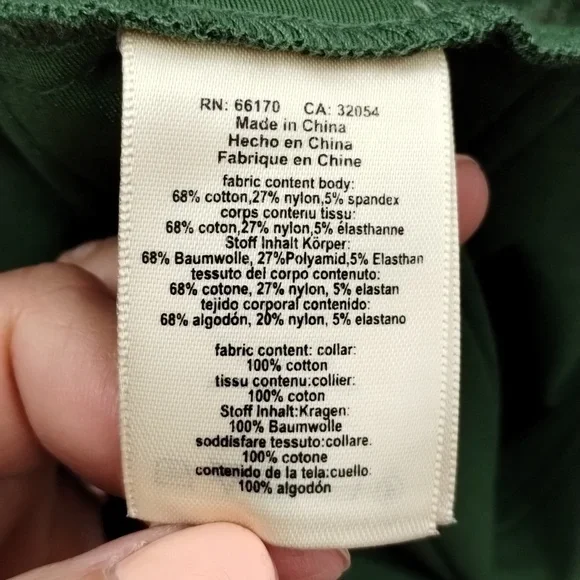 RN: 66170 CA: 32054
Made in China
Hecho en China
Fabrique en Chine
fabric content body:
68% cotton,27% nylon,5% spandex
corps contenu tissu:
68% coton,27% nylon,5% élasthanne
Stoff Inhalt Körper:
68% Baumwolle, 27%Polyamid,5% Elasthan
tessuto del corpo contenuto:
68% cotone, 27% nylon, 5% elastan
tejido corporal contenido:
68% algodón, 20% nylon, 5% elastano
fabric content: collar:
100% cotton
tissu contenu:collier:
100% coton
Stoff Inhalt:Kragen:
100% Baumwolle
soddisfare tessuto:collare.
100% cotone
contenido de la tela:cuello.
100% algodón